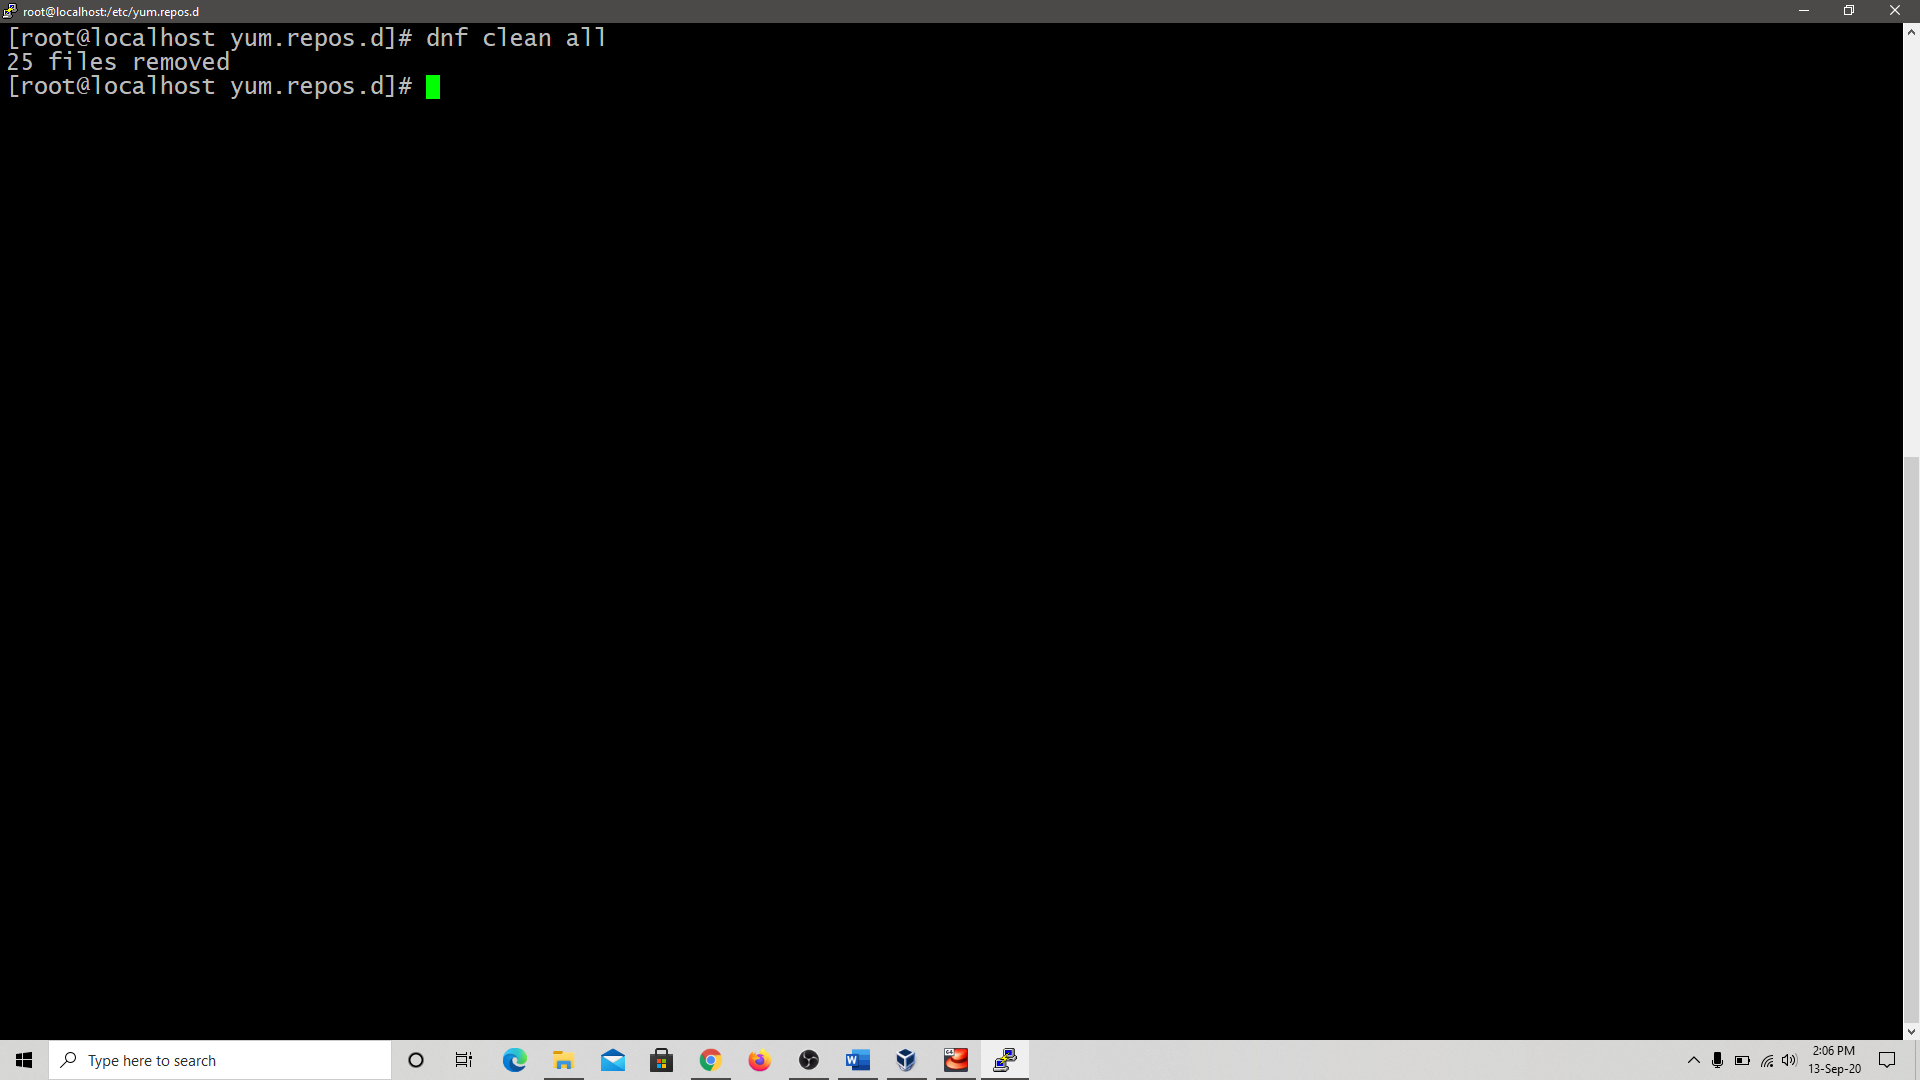 root@localhost:/etc/yum.repos.d
[root@localhost yum.repos.d]# dnf clean all
25 files removed
[root@localhost yum.repos.d]#
Type here to search
64
2:06 PM
13-Sep-20